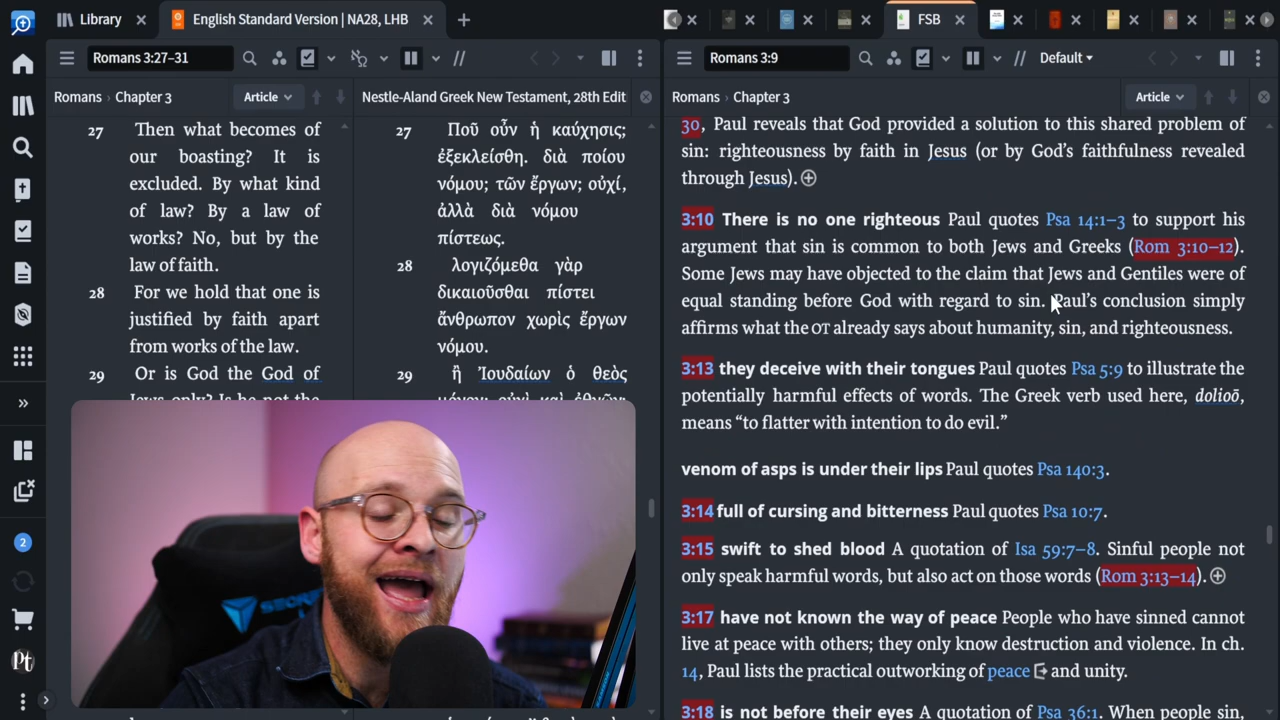 Library
English Standard Version | NA28, LHB
FSB
Romans 3:27–31
Romans 3:9
Default
Romans › Chapter 3
Article
Nestle-Aland Greek New Testament, 28th Edit
Romans › Chapter 3
Article
27 Then what becomes of
our boasting? It is
excluded. By what kind
of law? By a law of
works? No, but by the
law of faith.
28 For we hold that one is
justified by faith apart
from works of the law.
29 Or is God the God of
Jews only? Is he not the
27 Ποῦ οὖν ἡ καύχησις;
ἐξεκλείσθη. διὰ ποίου
νόμου; τῶν ἔργων; οὐχί,
ἀλλὰ διὰ νόμου
πίστεως.
28 λογιζόμεθα γὰρ
δικαιοῦσθαι πίστει
ἄνθρωπον χωρὶς ἔργων
νόμου.
29 ἢ Ἰουδαίων ὁ θεὸς
μόνον; οὐχὶ καὶ ἐθνῶν;
30, Paul reveals that God provided a solution to this shared problem of
sin: righteousness by faith in Jesus (or by God’s faithfulness revealed
through Jesus).
3:10 There is no one righteous Paul quotes Psa 14:1–3 to support his
argument that sin is common to both Jews and Greeks (Rom 3:10–12).
Some Jews may have objected to the claim that Jews and Gentiles were of
equal standing before God with regard to sin. Paul’s conclusion simply
affirms what the OT already says about humanity, sin, and righteousness.
3:13 they deceive with their tongues Paul quotes Psa 5:9 to illustrate the
potentially harmful effects of words. The Greek verb used here, dolioō,
means “to flatter with intention to do evil.”
venom of asps is under their lips Paul quotes Psa 140:3.
3:14 full of cursing and bitterness Paul quotes Psa 10:7.
3:15 swift to shed blood A quotation of Isa 59:7–8. Sinful people not
only speak harmful words, but also act on those words (Rom 3:13–14).
3:17 have not known the way of peace People who have sinned cannot
live at peace with others; they only know destruction and violence. In ch.
14, Paul lists the practical outworking of peace and unity.
3:18 is not before their eyes A quotation of Psa 36:1. When people sin,
2
Pt